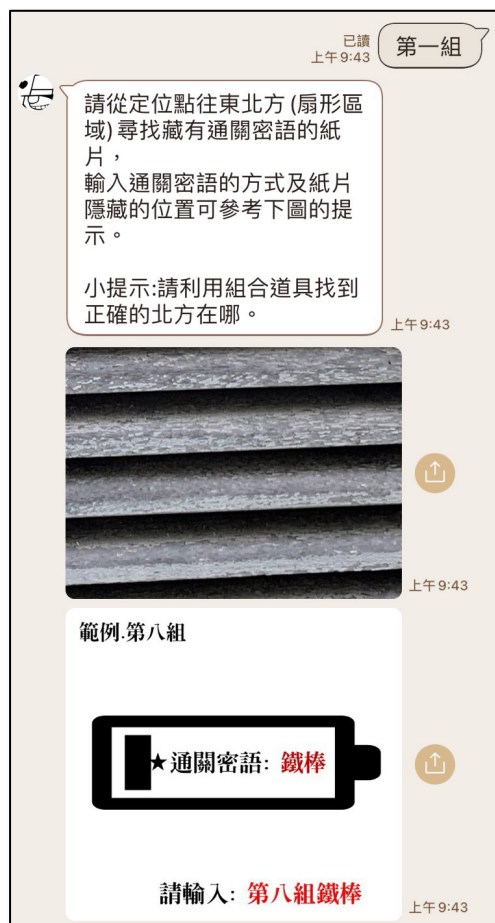 已讀
上午 9:43
第一組
請從定位點往東北方 (扇形區
域) 尋找藏有通關密語的紙
片，
輸入通關密語的方式及紙片
隱藏的位置可參考下圖的提
示。
小提示:請利用組合道具找到
正確的北方在哪。
上午 9:43
上午 9:43
範例.第八組
★通關密語: 鐵棒
請輸入: 第八組鐵棒
上午 9:43